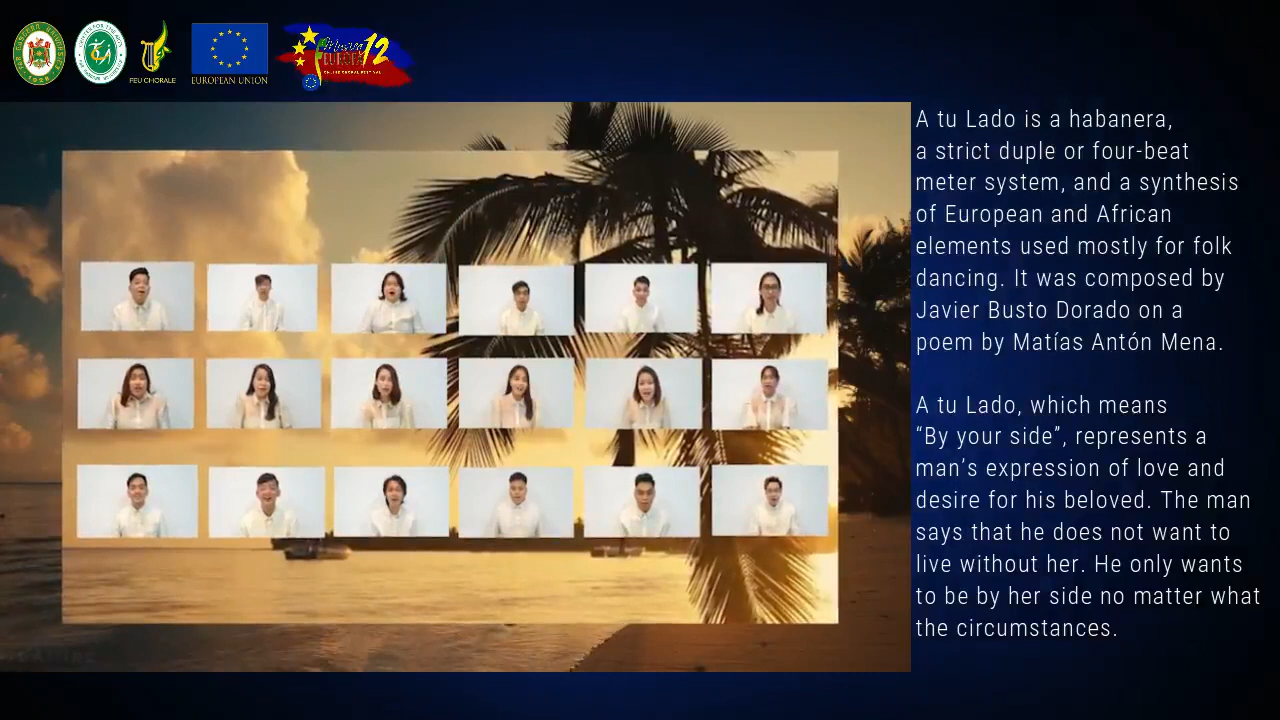 FEU CHORALE
EUROPEAN UNION
12
ONLINE CHORAL FESTIVAL
A tu Lado is a habanera,
a strict duple or four-beat
meter system, and a synthesis
of European and African
elements used mostly for folk
dancing. It was composed by
Javier Busto Dorado on a
poem by Matías Antón Mena.
A tu Lado, which means
“By your side”, represents a
man’s expression of love and
desire for his beloved. The man
says that he does not want to
live without her. He only wants
to be by her side no matter what
the circumstances.